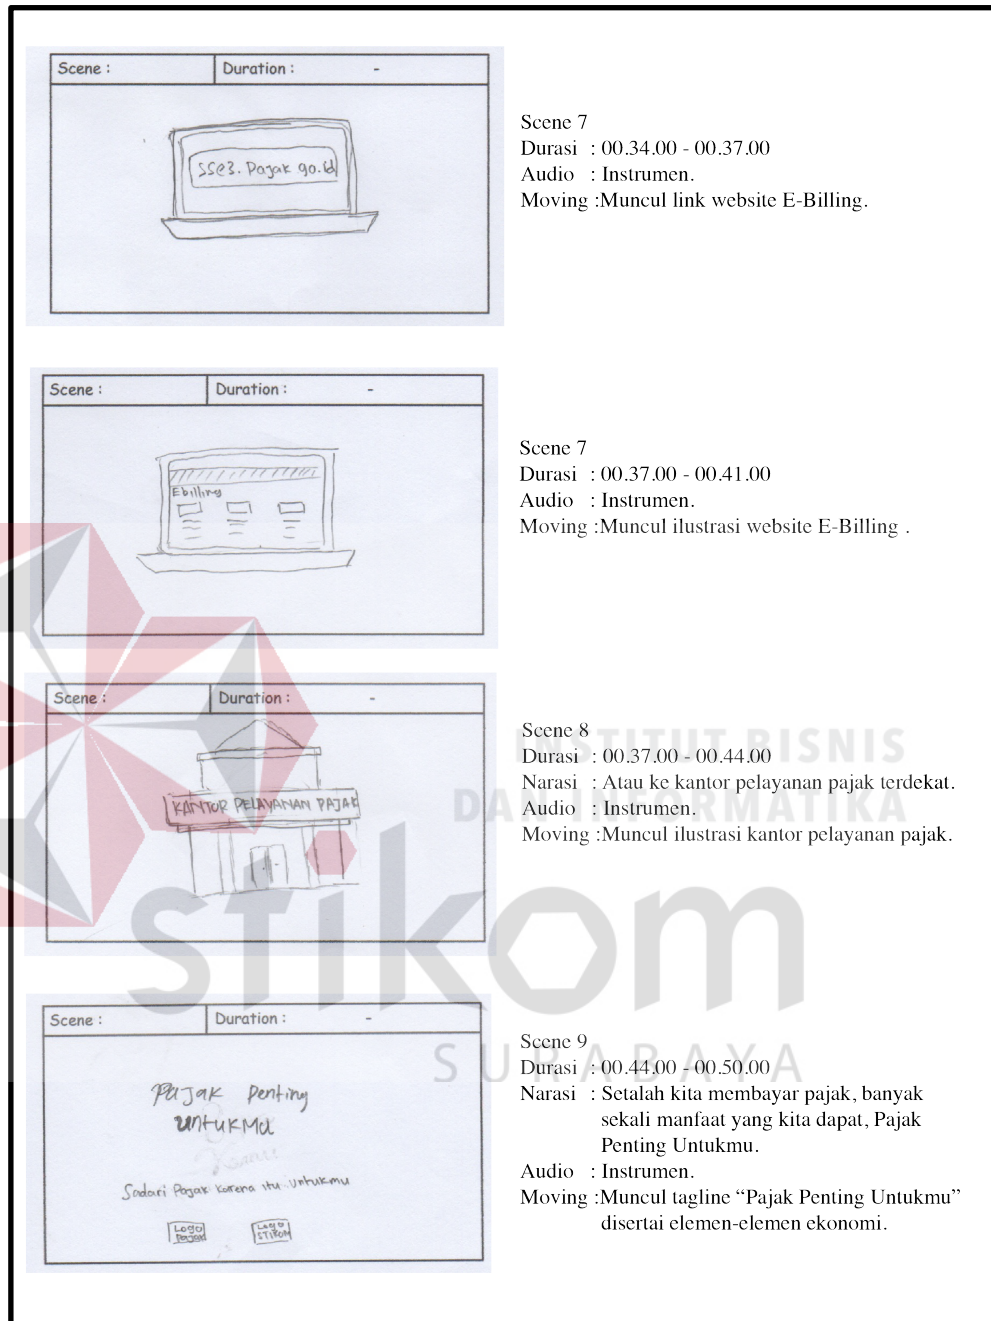 Scene :
Duration :
-
sse3. Pajak go.id
Scene 7
Durasi : 00.34.00 - 00.37.00
Audio : Instrumen.
Moving :Muncul link website E-Billing.
Scene :
Duration :
-
Ebilling
Scene 7
Durasi : 00.37.00 - 00.41.00
Audio : Instrumen.
Moving :Muncul ilustrasi website E-Billing .
Scene :
Duration :
-
KANTOR PELAYANAN PAJAK
Scene 8
Durasi : 00.37.00 - 00.44.00
Narasi : Atau ke kantor pelayanan pajak terdekat.
Audio : Instrumen.
Moving :Muncul ilustrasi kantor pelayanan pajak.
INSTITUT BISNIS
DAN INFORMATIKA
stikom
SURABAYA
Scene :
Duration :
-
Pajak Penting
untukMu
Sadari Pajak karena itu untukmu
Logo
Pajak
Logo
STIKOM
Scene 9
Durasi : 00.44.00 - 00.50.00
Narasi : Setalah kita membayar pajak, banyak
sekali manfaat yang kita dapat, Pajak
Penting Untukmu.
Audio : Instrumen.
Moving :Muncul tagline “Pajak Penting Untukmu”
disertai elemen-elemen ekonomi.